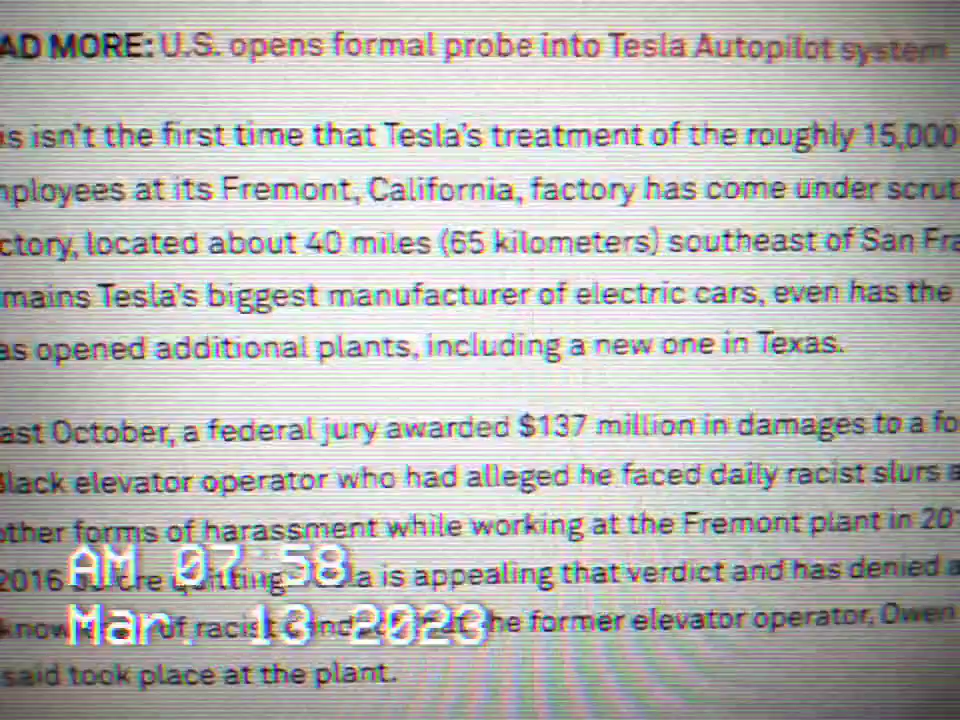 AD MORE: U.S. opens formal probe into Tesla Autopilot system
is isn't the first time that Tesla's treatment of the roughly 15,000
nployees at its Fremont, California, factory has come under scrut
ctory, located about 40 miles (65 kilometers) southeast of San Fra
mains Tesla's biggest manufacturer of electric cars, even has the
as opened additional plants, including a new one in Texas.
ast October, a federal jury awarded $137 million in damages to a fo
Black elevator operator who had alleged he faced daily racist slurs a
other forms of harassment while working at the Fremont plant in 201
2016 before quitting. is appealing that verdict and has denied a
of racist the former elevator operator, Owen
said took place at the plant.
AM 07:58
Mar. 13 2023